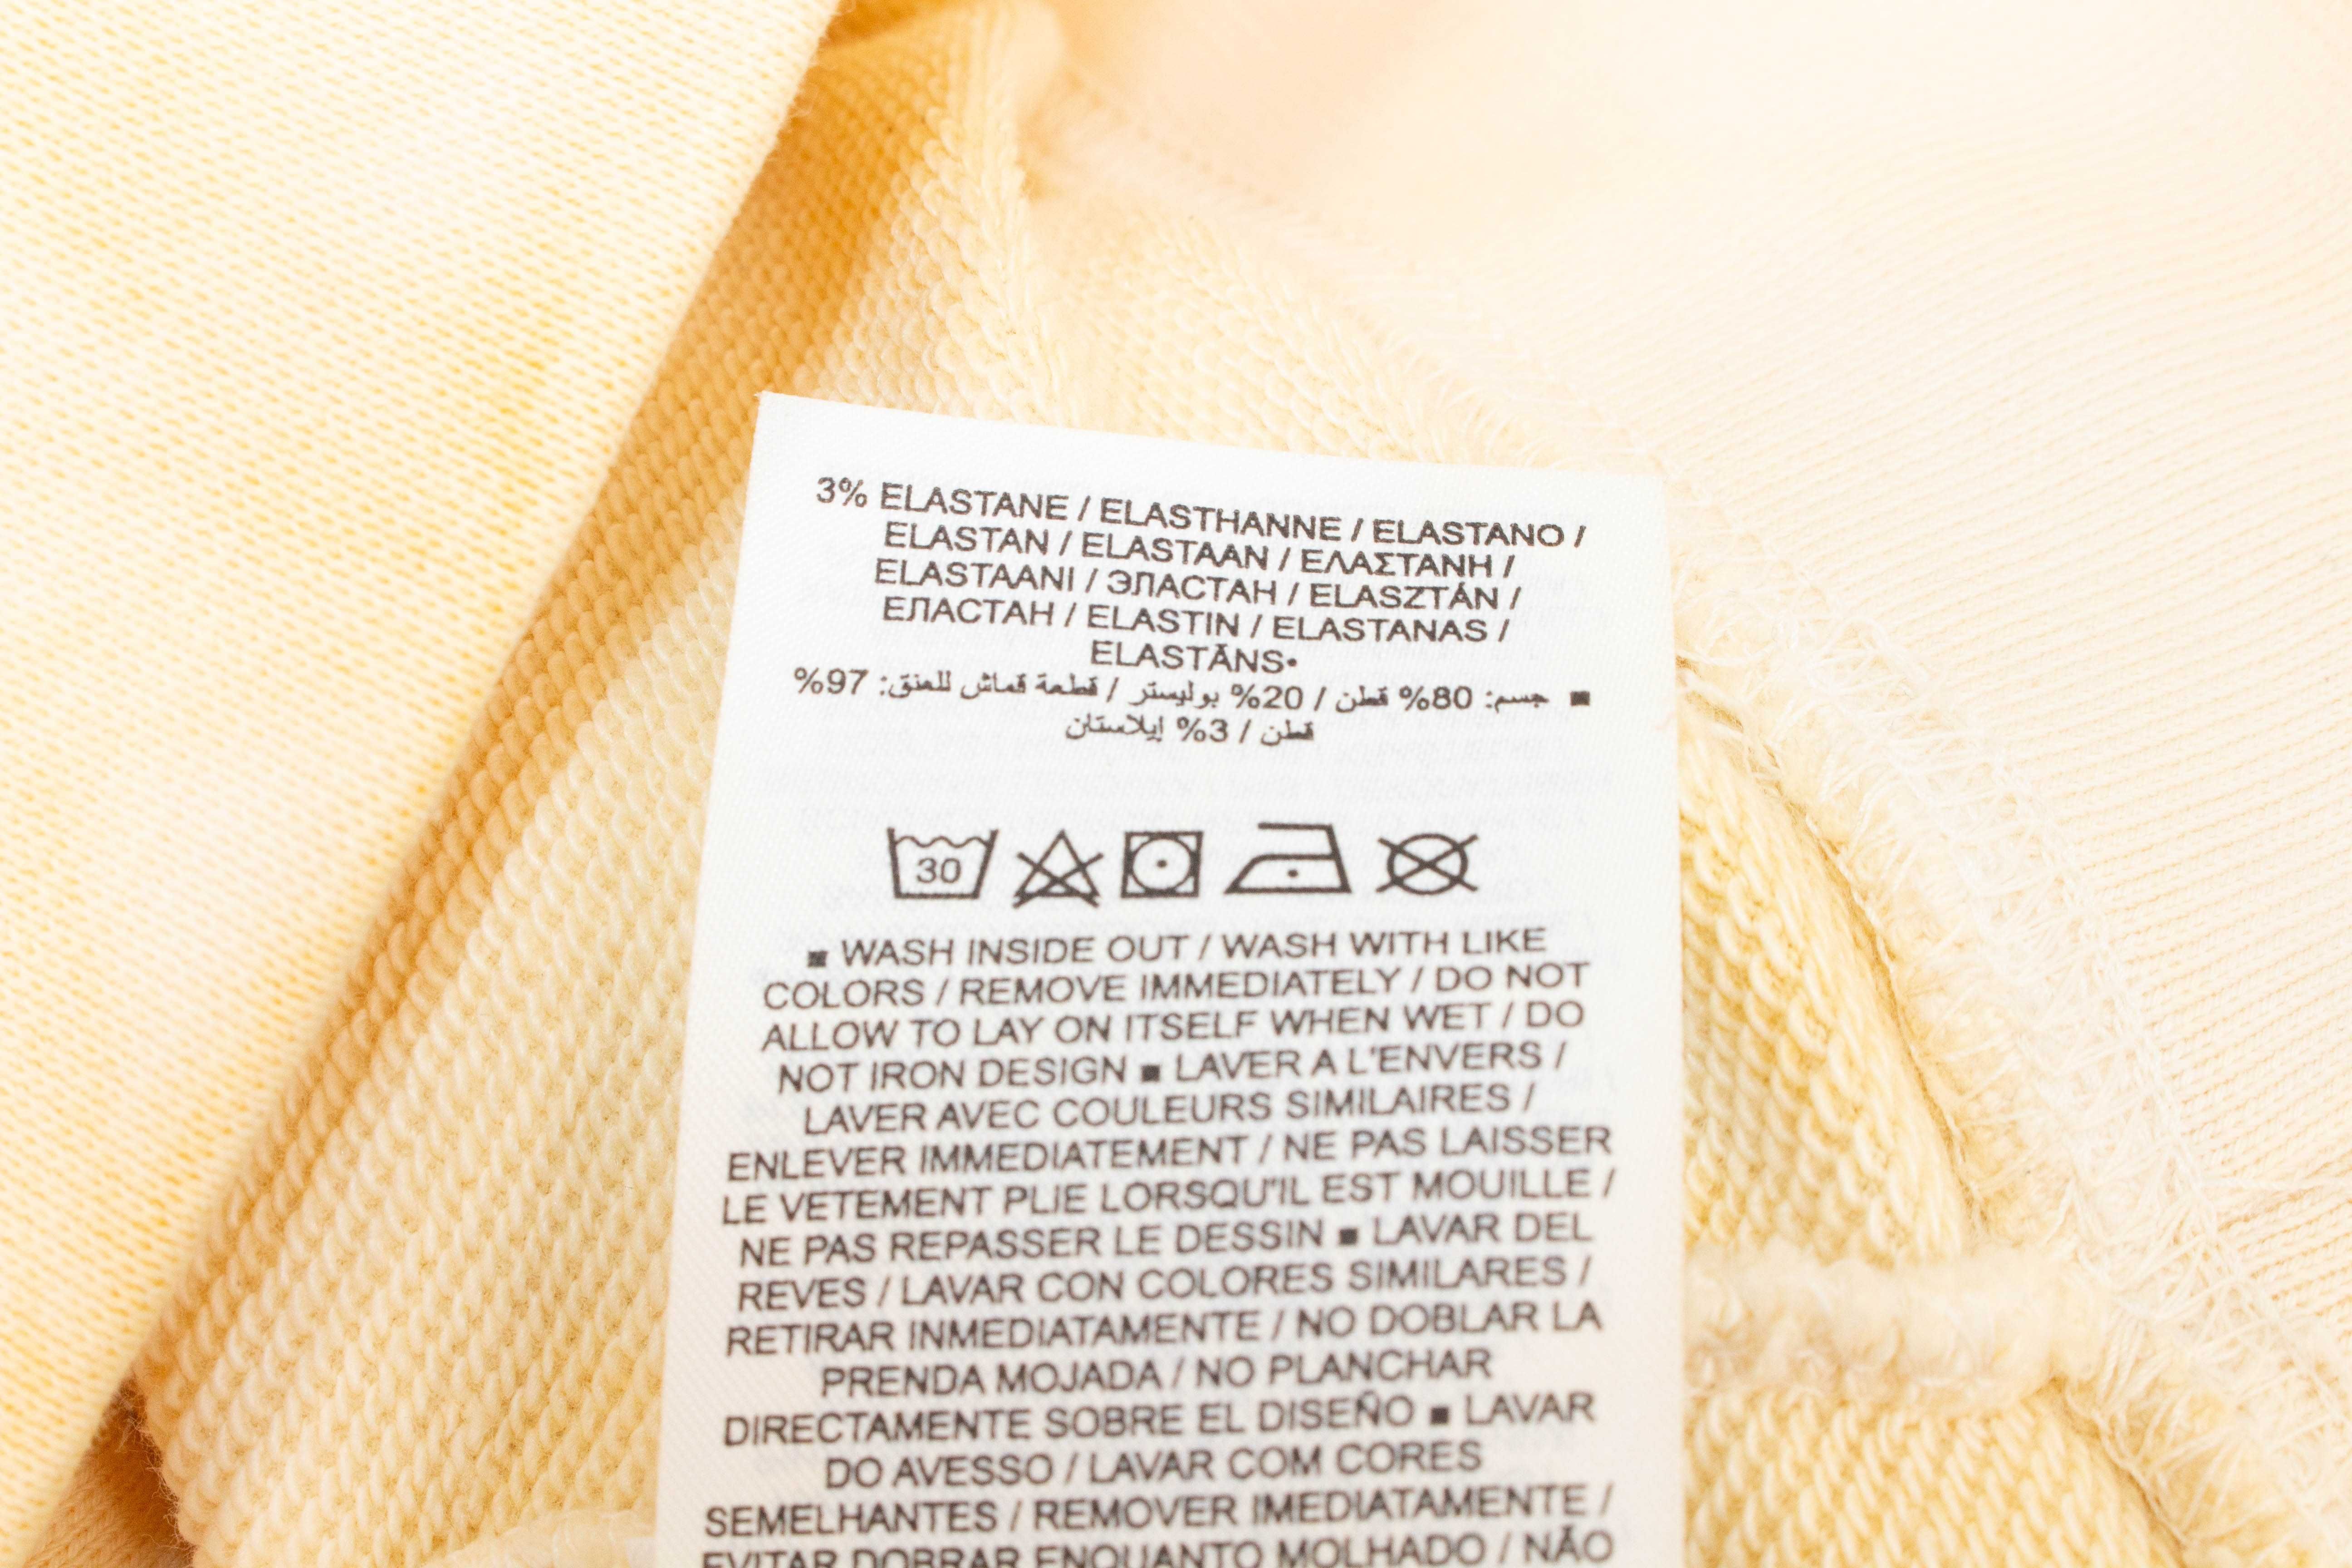 3% ELASTANE / ELASTHANNE / ELASTANO /
ELASTAN / ELASTAAN / ΕΛΑΣΤΑΝΗ /
ELASTAANI / ЭЛАСТАН / ELASZTÁN /
ЕЛАСТАН / ELASTIN / ELASTANAS /
ELASTĀNS•
▪ جسم: 80% قطن / 20% بوليستر / قطعة قماش للعنق: 97%
قطن / 3% إيلاستان
30
▪ WASH INSIDE OUT / WASH WITH LIKE
COLORS / REMOVE IMMEDIATELY / DO NOT
ALLOW TO LAY ON ITSELF WHEN WET / DO
NOT IRON DESIGN ▪ LAVER A L'ENVERS /
LAVER AVEC COULEURS SIMILAIRES /
ENLEVER IMMEDIATEMENT / NE PAS LAISSER
LE VETEMENT PLIE LORSQU'IL EST MOUILLE /
NE PAS REPASSER LE DESSIN ▪ LAVAR DEL
REVES / LAVAR CON COLORES SIMILARES /
RETIRAR INMEDIATAMENTE / NO DOBLAR LA
PRENDA MOJADA / NO PLANCHAR
DIRECTAMENTE SOBRE EL DISEÑO ▪ LAVAR
DO AVESSO / LAVAR COM CORES
SEMELHANTES / REMOVER IMEDIATAMENTE /
EVITAR DOBRAR ENQUANTO MOLHADO / NÃO